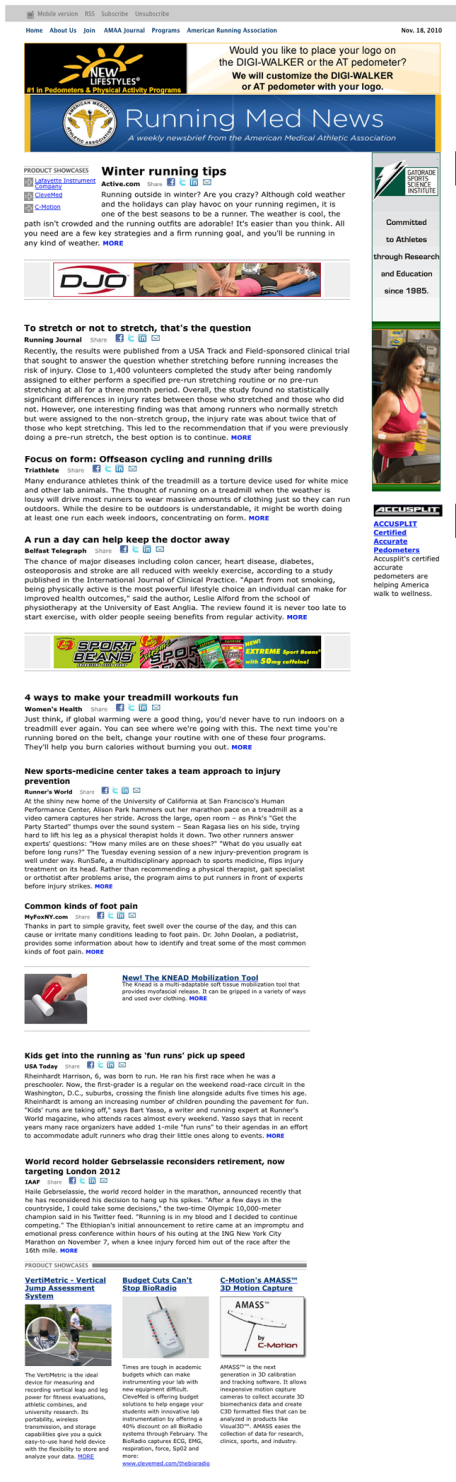 Mobile version RSS Subscribe Unsubscribe
Home About Us Join AMAA Journal Programs American Running Association Nov. 18, 2010
NEW
LIFESTYLES®
#1 in Pedometers & Physical Activity Programs
Would you like to place your logo on
the DIGI-WALKER or the AT pedometer?
We will customize the DIGI-WALKER
or AT pedometer with your logo.
AMERICAN MEDICAL
ATHLETIC ASSOCIATION
Running Med News
A weekly newsbrief from the American Medical Athletic Association
PRODUCT SHOWCASES
Lafayette Instrument
Company
CleveMed
C-Motion
Winter running tips
Active.com Share
Running outside in winter? Are you crazy? Although cold weather
and the holidays can play havoc on your running regimen, it is
one of the best seasons to be a runner. The weather is cool, the
path isn't crowded and the running outfits are adorable! It's easier than you think. All
you need are a few key strategies and a firm running goal, and you'll be running in
any kind of weather. MORE
GATORADE
SPORTS
SCIENCE
INSTITUTE
Committed
to Athletes
through Research
and Education
since 1985.
DJO
To stretch or not to stretch, that's the question
Running Journal Share
Recently, the results were published from a USA Track and Field-sponsored clinical trial
that sought to answer the question whether stretching before running increases the
risk of injury. Close to 1,400 volunteers completed the study after being randomly
assigned to either perform a specified pre-run stretching routine or no pre-run
stretching at all for a three month period. Overall, the study found no statistically
significant differences in injury rates between those who stretched and those who did
not. However, one interesting finding was that among runners who normally stretch
but were assigned to the non-stretch group, the injury rate was about twice that of
those who kept stretching. This led to the recommendation that if you were previously
doing a pre-run stretch, the best option is to continue. MORE
Focus on form: Offseason cycling and running drills
Triathlete Share
Many endurance athletes think of the treadmill as a torture device used for white mice
and other lab animals. The thought of running on a treadmill when the weather is
lousy will drive most runners to wear massive amounts of clothing just so they can run
outdoors. While the desire to be outdoors is understandable, it might be worth doing
at least one run each week indoors, concentrating on form. MORE
ACCUSPLIT
ACCUSPLIT
Certified
Accurate
Pedometers
Accusplit's certified
accurate
pedometers are
helping America
walk to wellness.
A run a day can help keep the doctor away
Belfast Telegraph Share
The chance of major diseases including colon cancer, heart disease, diabetes,
osteoporosis and stroke are all reduced with weekly exercise, according to a study
published in the International Journal of Clinical Practice. "Apart from not smoking,
being physically active is the most powerful lifestyle choice an individual can make for
improved health outcomes," said the author, Leslie Alford from the school of
physiotherapy at the University of East Anglia. The review found it is never too late to
start exercise, with older people seeing benefits from regular activity. MORE
SPORT
BEANS
SPORT
NEW!
EXTREME Sport Beans®
with 50mg caffeine!
4 ways to make your treadmill workouts fun
Women's Health Share
Just think, if global warming were a good thing, you'd never have to run indoors on a
treadmill ever again. You can see where we're going with this. The next time you're
running bored on the belt, change your routine with one of these four programs.
They'll help you burn calories without burning you out. MORE
New sports-medicine center takes a team approach to injury
prevention
Runner's World Share
At the shiny new home of the University of California at San Francisco's Human
Performance Center, Alison Park hammers out her marathon pace on a treadmill as a
video camera captures her stride. Across the large, open room – as Pink's "Get the
Party Started" thumps over the sound system – Sean Ragasa lies on his side, trying
hard to lift his leg as a physical therapist holds it down. Two other runners answer
experts' questions: "How many miles are on these shoes?" "What do you usually eat
before long runs?" The Tuesday evening session of a new injury-prevention program is
well under way. RunSafe, a multidisciplinary approach to sports medicine, flips injury
treatment on its head. Rather than recommending a physical therapist, gait specialist
or orthotist after problems arise, the program aims to put runners in front of experts
before injury strikes. MORE
Common kinds of foot pain
MyFoxNY.com Share
Thanks in part to simple gravity, feet swell over the course of the day, and this can
cause or irritate many conditions leading to foot pain. Dr. John Doolan, a podiatrist,
provides some information about how to identify and treat some of the most common
kinds of foot pain. MORE
New! The KNEAD Mobilization Tool
The Knead is a multi-adaptable soft tissue mobilization tool that
provides myofascial release. It can be gripped in a variety of ways
and used over clothing. MORE
Kids get into the running as 'fun runs' pick up speed
USA Today Share
Rheinhardt Harrison, 6, was born to run. He ran his first race when he was a
preschooler. Now, the first-grader is a regular on the weekend road-race circuit in the
Washington, D.C., suburbs, crossing the finish line alongside adults five times his age.
Rheinhardt is among an increasing number of children pounding the pavement for fun.
"Kids' runs are taking off," says Bart Yasso, a writer and running expert at Runner's
World magazine, who attends races almost every weekend. Yasso says that in recent
years many race organizers have added 1-mile "fun runs" to their agendas in an effort
to accommodate adult runners who drag their little ones along to events. MORE
World record holder Gebrselassie reconsiders retirement, now
targeting London 2012
IAAF Share
Haile Gebrselassie, the world record holder in the marathon, announced recently that
he has reconsidered his decision to hang up his spikes. "After a few days in the
countryside, I could take some decisions," the two-time Olympic 10,000-meter
champion said in his Twitter feed. "Running is in my blood and I decided to continue
competing." The Ethiopian's initial announcement to retire came at an impromptu and
emotional press conference within hours of his outing at the ING New York City
Marathon on November 7, when a knee injury forced him out of the race after the
16th mile. MORE
PRODUCT SHOWCASES
VertiMetric - Vertical
Jump Assessment
System
The VertiMetric is the ideal
device for measuring and
recording vertical leap and leg
power for fitness evaluations,
athletic combines, and
university research. Its
portability, wireless
transmission, and storage
capabilities give you a quick
easy-to-use hand held device
with the flexibility to store and
analyze your data. MORE
Budget Cuts Can't
Stop BioRadio
Times are tough in academic
budgets which can make
instrumenting your lab with
new equipment difficult.
CleveMed is offering budget
solutions to help engage your
students with innovative lab
instrumentation by offering a
40% discount on all BioRadio
systems through February. The
BioRadio captures ECG, EMG,
respiration, force, Sp02 and
more:
www.clevemed.com/thebioradio
C-Motion's AMASS™
3D Motion Capture
AMASS™
by
C-Motion
AMASS™ is the next
generation in 3D calibration
and tracking software. It allows
inexpensive motion capture
cameras to collect accurate 3D
biomechanics data and create
C3D formatted files that can be
analyzed in products like
Visual3D™. AMASS eases the
collection of data for research,
clinics, sports, and industry.